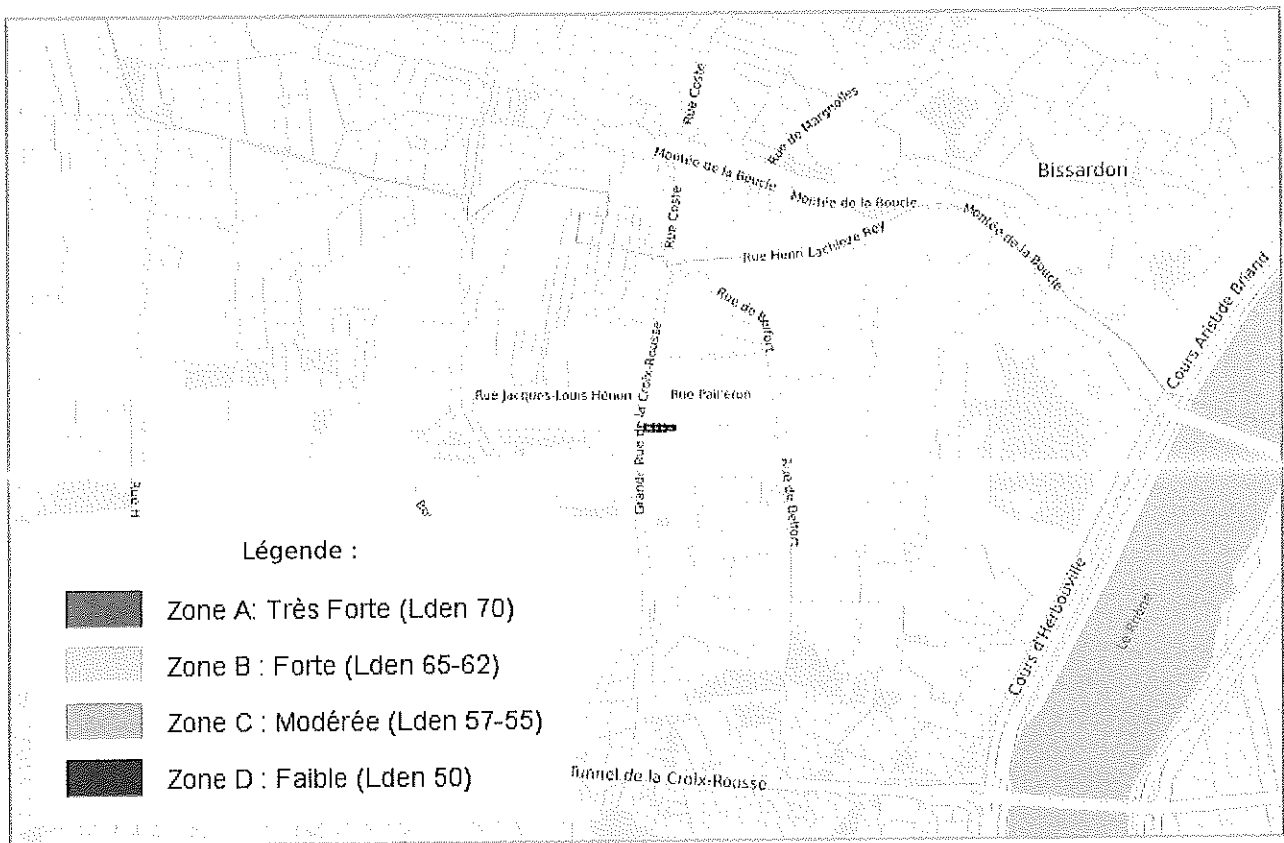 Rue Coste
Rue de Margnolles
Montée de la Boucle
Montée de la Boucle
Bissardon
Rue Coste
Rue Henri Lachieze Rey
Montée de la Boucle
Rue de Belfort
Cours Aristide Briand
Grande Rue de la Croix-Rousse
Rue Jacques-Louis Hénon
Rue Pailleron
Rue de Belfort
Rue H
Bo
Cours d'Herbouville
Le Rhône
Légende :
Zone A: Très Forte (Lden 70)
Zone B : Forte (Lden 65-62)
Zone C : Modérée (Lden 57-55)
Zone D : Faible (Lden 50)
Tunnel de la Croix-Rousse